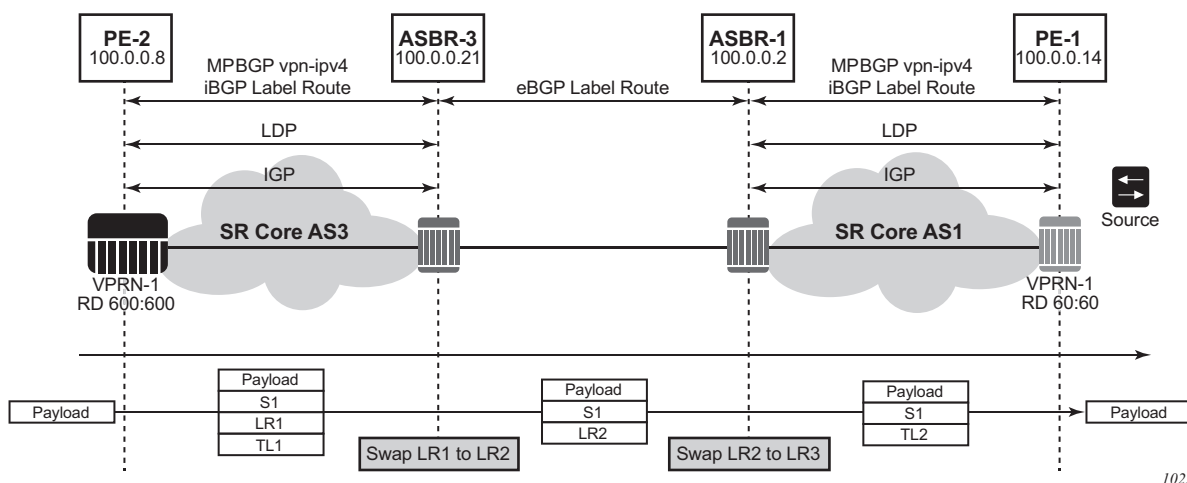 PE-2
100.0.0.8
ASBR-3
100.0.0.21
ASBR-1
100.0.0.2
PE-1
100.0.0.14
MPBGP vpn-ipv4
iBGP Label Route
eBGP Label Route
MPBGP vpn-ipv4
iBGP Label Route
LDP
LDP
IGP
IGP
Source
SR Core AS3
SR Core AS1
VPRN-1
RD 600:600
VPRN-1
RD 60:60
Payload
Payload
S1
LR1
TL1
Payload
S1
LR2
Payload
S1
TL2
Payload
Swap LR1 to LR2
Swap LR2 to LR3